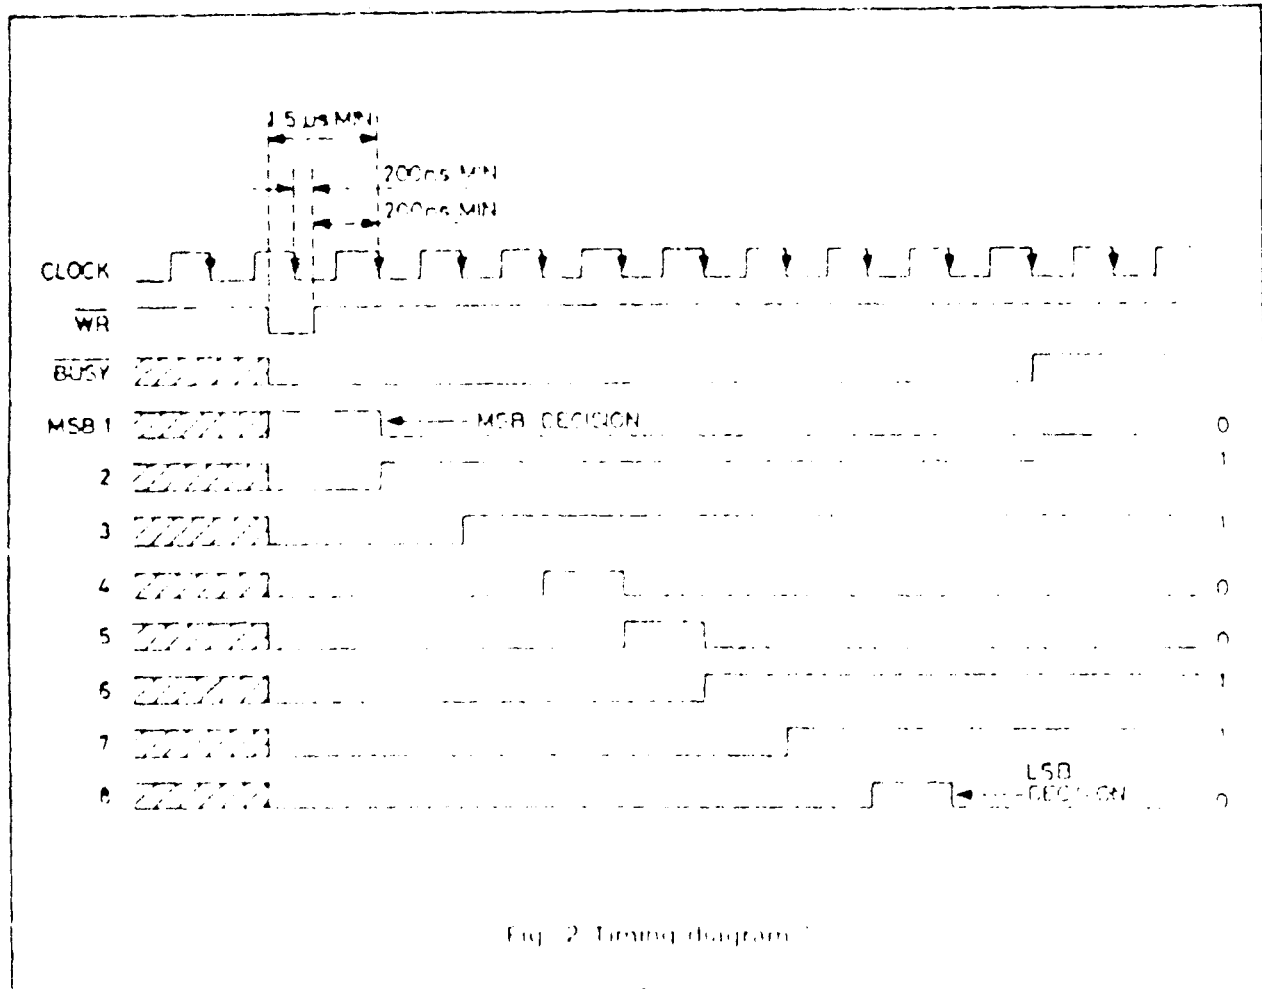 1.5 µs MIN
200ns MIN
200ns MIN
CLOCK
WR
BUSY
MSB 1
MSB DECISION
0
2
1
3
1
4
0
5
0
6
1
7
1
8
LSB
DECISION
0
Fig. 2 Timing diagram